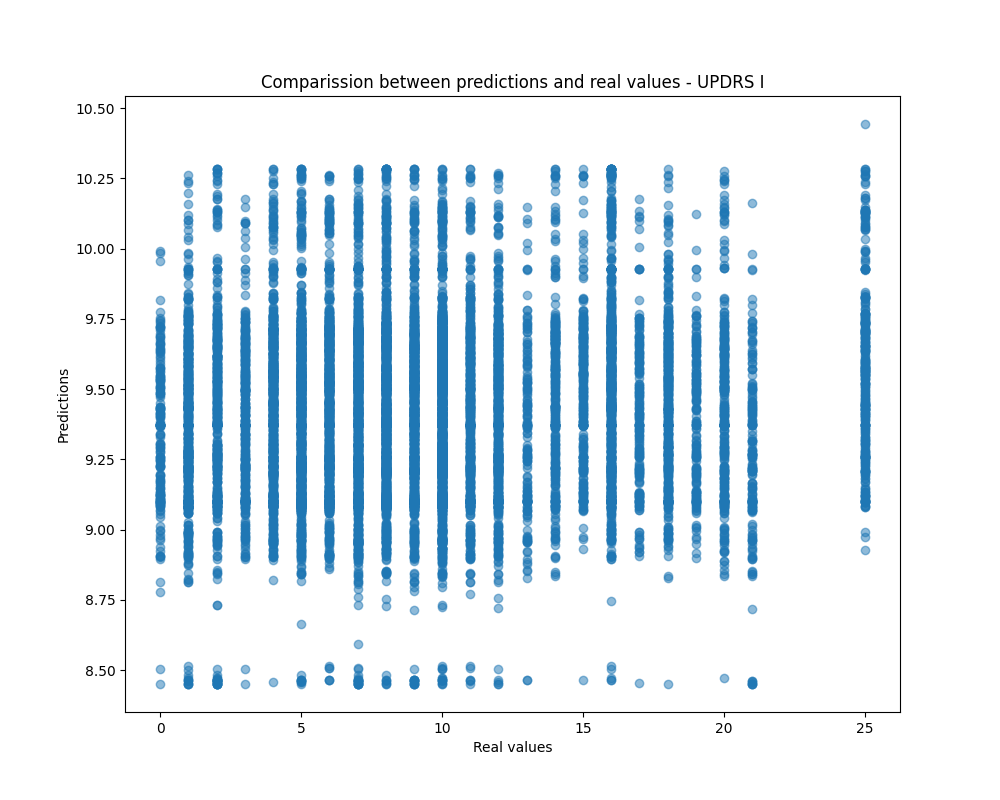 Comparission between predictions and real values - UPDRS I
10.50
10.25
10.00
9.75
9.50
9.25
9.00
8.75
8.50
Predictions
0 5 10 15 20 25
Real values